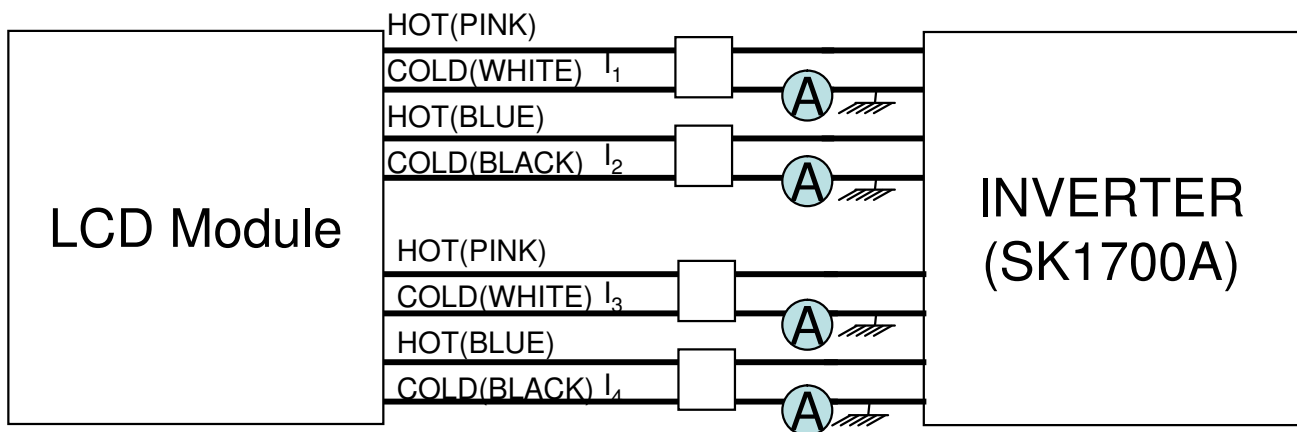 HOT(PINK)
COLD(WHITE) I₁
A
HOT(BLUE)
COLD(BLACK) I₂
A
LCD Module
INVERTER
(SK1700A)
HOT(PINK)
COLD(WHITE) I₃
A
HOT(BLUE)
COLD(BLACK) I₄
A